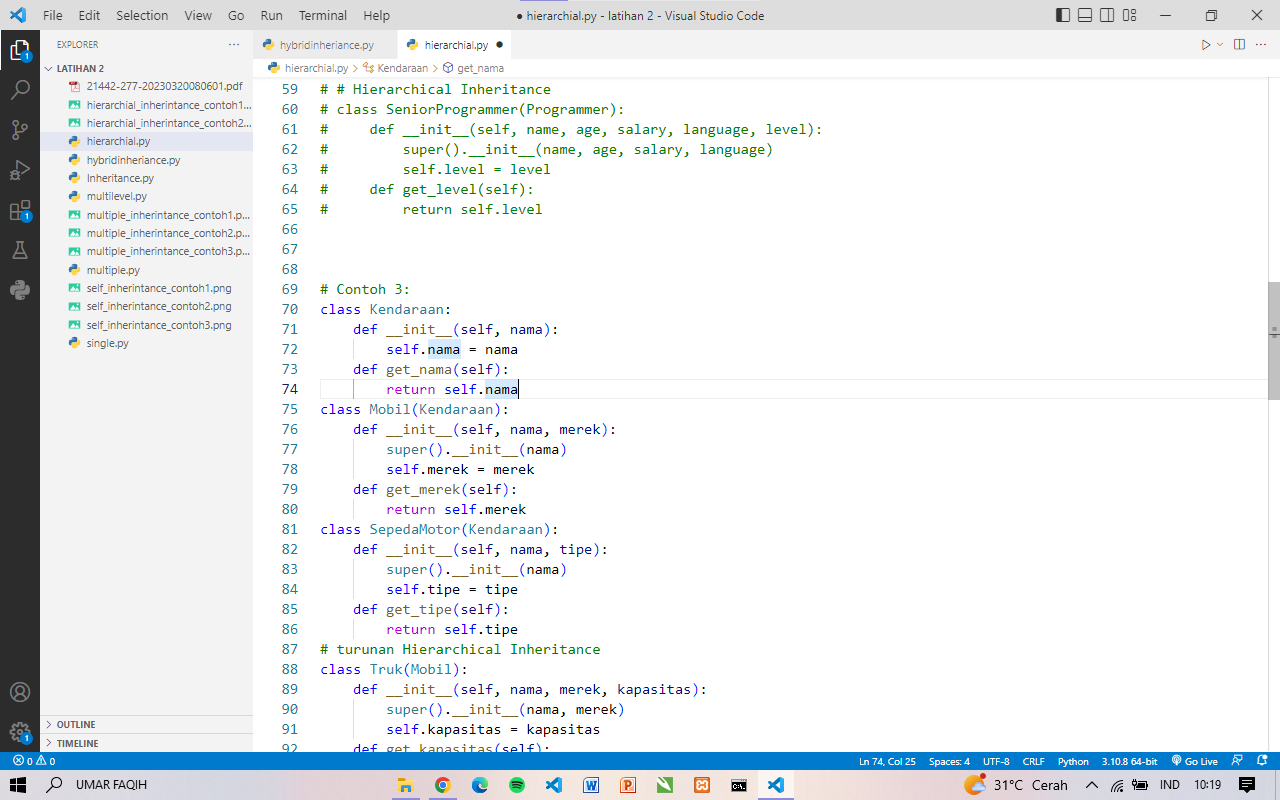 File Edit Selection View Go Run Terminal Help
● hierarchial.py - latihan 2 - Visual Studio Code
EXPLORER
LATIHAN 2
21442-277-20230320080601.pdf
hierarchial_inherintance_contoh1...
hierarchial_inherintance_contoh2...
hierarchial.py
hybridinheriance.py
Inheritance.py
multilevel.py
multiple_inherintance_contoh1.p...
multiple_inherintance_contoh2.p...
multiple_inherintance_contoh3.p...
multiple.py
self_inherintance_contoh1.png
self_inherintance_contoh2.png
self_inherintance_contoh3.png
single.py
OUTLINE
TIMELINE
1
1
1
hybridinheriance.py hierarchial.py ●
hierarchial.py > Kendaraan > get_nama
59 # # Hierarchical Inheritance
60 # class SeniorProgrammer(Programmer):
61 #     def __init__(self, name, age, salary, language, level):
62 #         super().__init__(name, age, salary, language)
63 #         self.level = level
64 #     def get_level(self):
65 #         return self.level
66
67
68
69 # Contoh 3:
70 class Kendaraan:
71     def __init__(self, nama):
72         self.nama = nama
73     def get_nama(self):
74         return self.nama
75 class Mobil(Kendaraan):
76     def __init__(self, nama, merek):
77         super().__init__(nama)
78         self.merek = merek
79     def get_merek(self):
80         return self.merek
81 class SepedaMotor(Kendaraan):
82     def __init__(self, nama, tipe):
83         super().__init__(nama)
84         self.tipe = tipe
85     def get_tipe(self):
86         return self.tipe
87 # turunan Hierarchical Inheritance
88 class Truk(Mobil):
89     def __init__(self, nama, merek, kapasitas):
90         super().__init__(nama, merek)
91         self.kapasitas = kapasitas
92     def get_kapasitas(self):
0 0 Ln 74, Col 25 Spaces: 4 UTF-8 CRLF Python 3.10.8 64-bit Go Live
UMAR FAQIH 31°C Cerah IND 10:19